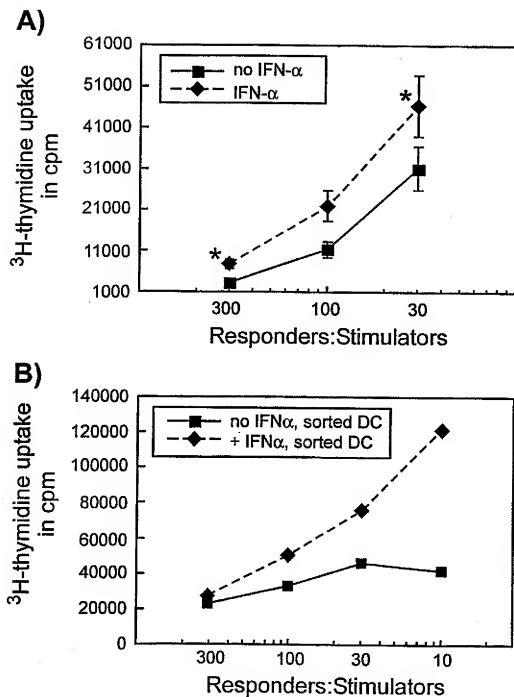 A)
61000
51000
41000
31000
21000
11000
1000
³H-thymidine uptake
in cpm
no IFN-α
IFN-α
*
*
300
100
30
Responders:Stimulators
B)
140000
120000
100000
80000
60000
40000
20000
0
³H-thymidine uptake
in cpm
no IFNα, sorted DC
+ IFNα, sorted DC
300
100
30
10
Responders:Stimulators